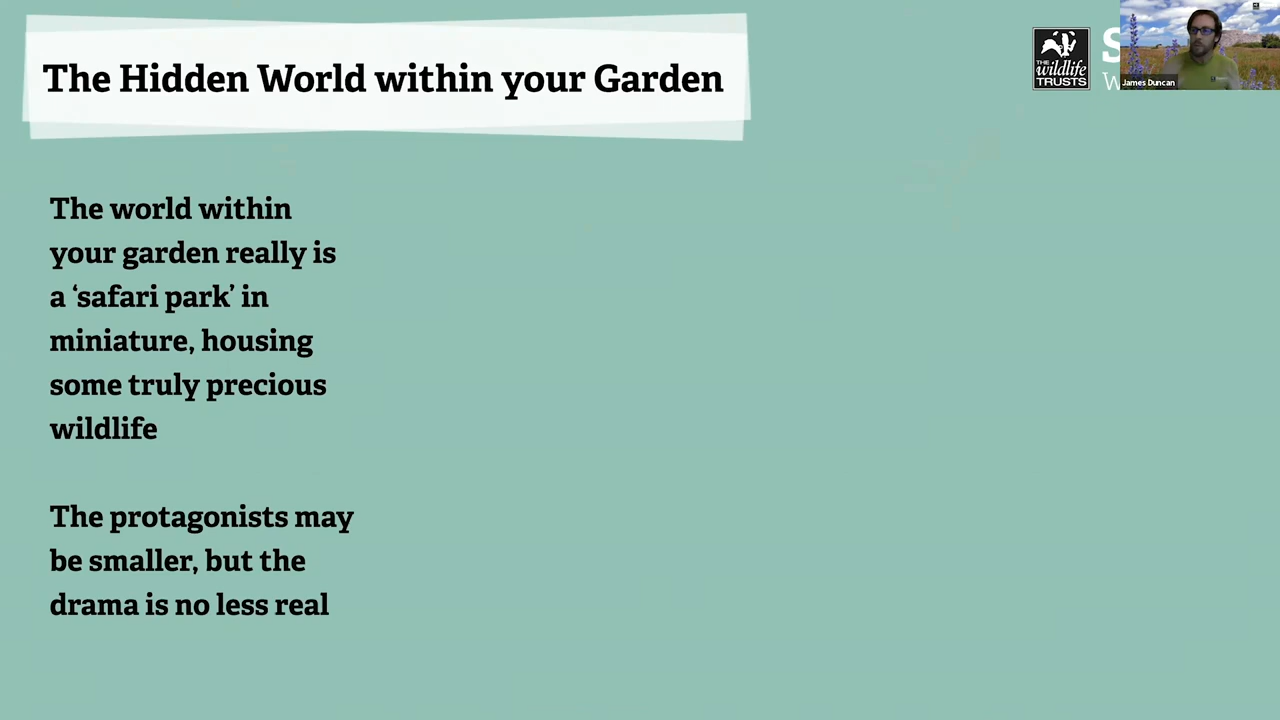 The Hidden World within your Garden
THE
wildlife
TRUSTS
S
W
James Duncan
The world within
your garden really is
a ‘safari park’ in
miniature, housing
some truly precious
wildlife
The protagonists may
be smaller, but the
drama is no less real